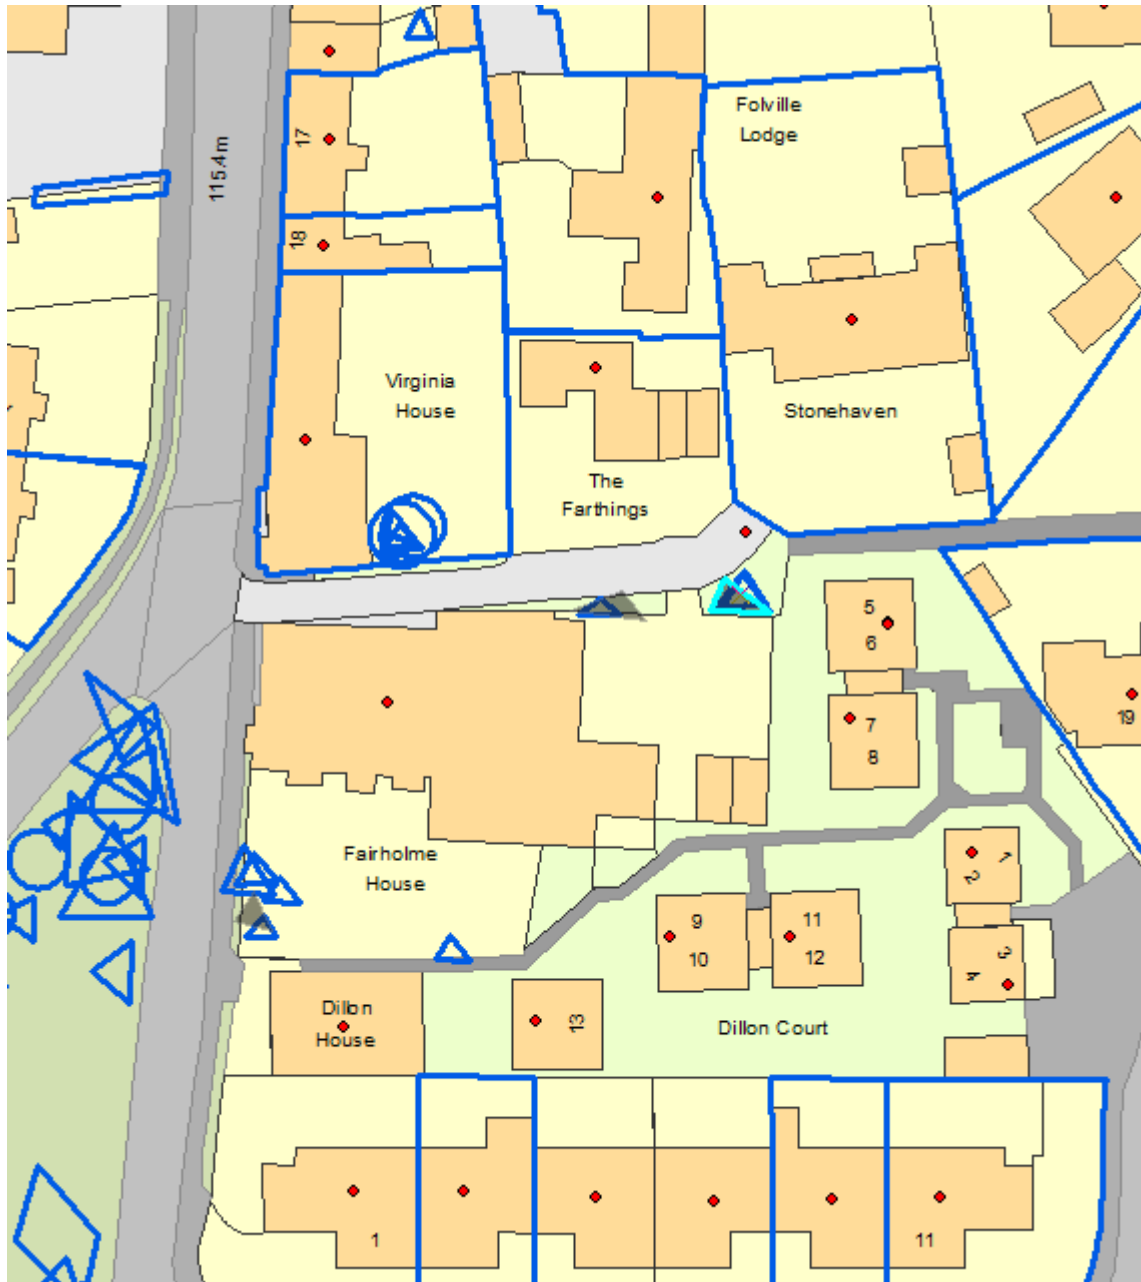 Folville
Lodge
17
115.4m
18
Virginia
House
Stonehaven
The
Farthings
5
6
7
8
19
Fairholme
House
1
2
9
10
11
12
3
4
Dillon
House
13
Dillon Court
1
11